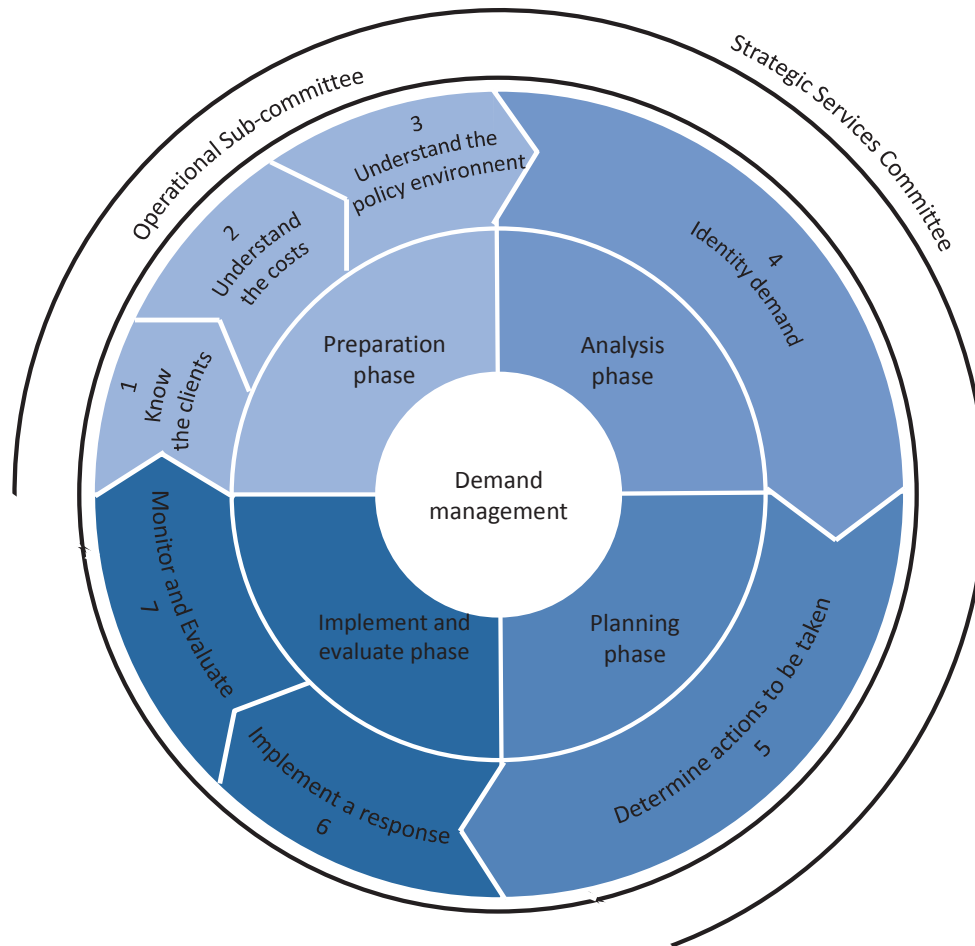 Operational Sub-committee
Strategic Services Committee
1
Know
the clients
2
Understand
the costs
3
Understand the
policy environnent
4
Identity demand
Determine actions to be taken
5
Implement a response
6
Monitor and Evaluate
7
Preparation
phase
Analysis
phase
Demand
management
Implement and
evaluate phase
Planning
phase